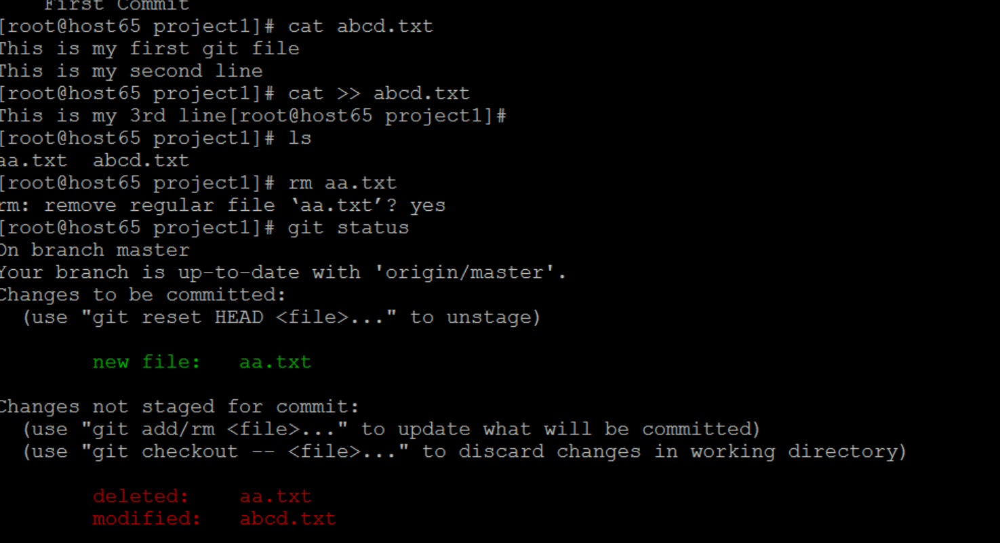 First Commit
[root@host65 project1]# cat abcd.txt
This is my first git file
This is my second line
[root@host65 project1]# cat >> abcd.txt
This is my 3rd line[root@host65 project1]#
[root@host65 project1]# ls
aa.txt  abcd.txt
[root@host65 project1]# rm aa.txt
rm: remove regular file ‘aa.txt’? yes
[root@host65 project1]# git status
On branch master
Your branch is up-to-date with 'origin/master'.
Changes to be committed:
  (use "git reset HEAD <file>..." to unstage)
new file:   aa.txt
Changes not staged for commit:
  (use "git add/rm <file>..." to update what will be committed)
  (use "git checkout -- <file>..." to discard changes in working directory)
deleted:    aa.txt
modified:   abcd.txt